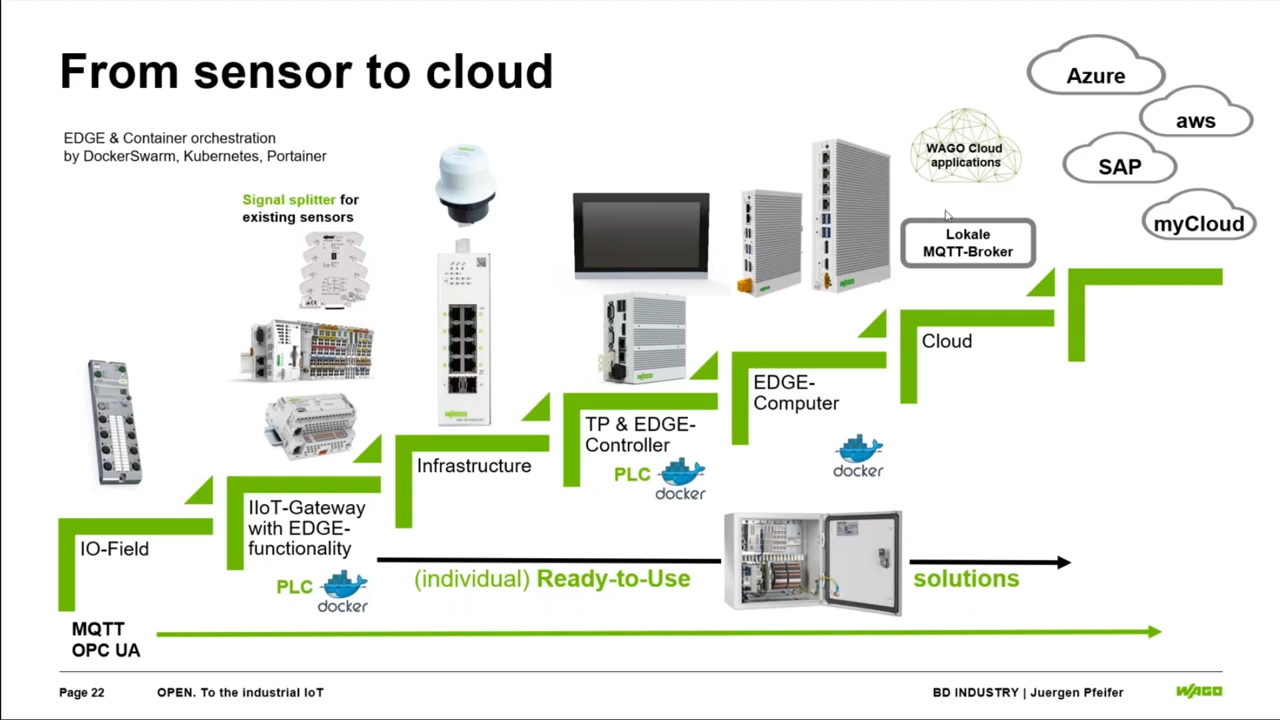 From sensor to cloud
EDGE & Container orchestration
by DockerSwarm, Kubernetes, Portainer
Signal splitter for
existing sensors
Azure
aws
SAP
myCloud
WAGO Cloud
applications
Lokale
MQTT-Broker
Cloud
EDGE-
Computer
docker
TP & EDGE-
Controller
PLC
docker
Infrastructure
IIoT-Gateway
with EDGE-
functionality
PLC
docker
IO-Field
(individual) Ready-to-Use
solutions
MQTT
OPC UA
Page 22
OPEN. To the industrial IoT
BD INDUSTRY | Juergen Pfeifer
WAGO